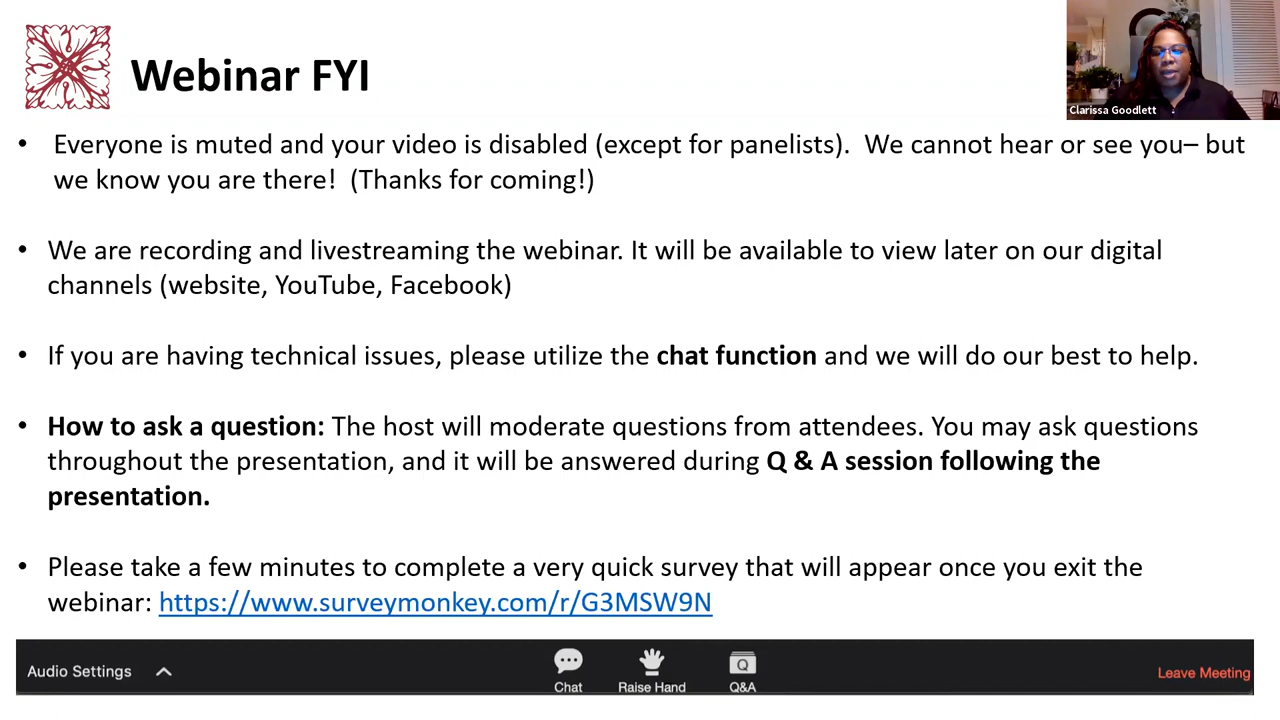 Webinar FYI
Clarissa Goodlett
• Everyone is muted and your video is disabled (except for panelists).  We cannot hear or see you– but
we know you are there!  (Thanks for coming!)
• We are recording and livestreaming the webinar. It will be available to view later on our digital
channels (website, YouTube, Facebook)
• If you are having technical issues, please utilize the chat function and we will do our best to help.
• How to ask a question: The host will moderate questions from attendees. You may ask questions
throughout the presentation, and it will be answered during Q & A session following the
presentation.
• Please take a few minutes to complete a very quick survey that will appear once you exit the
webinar: https://www.surveymonkey.com/r/G3MSW9N
Audio Settings
Chat
Raise Hand
Q
Q&A
Leave Meeting